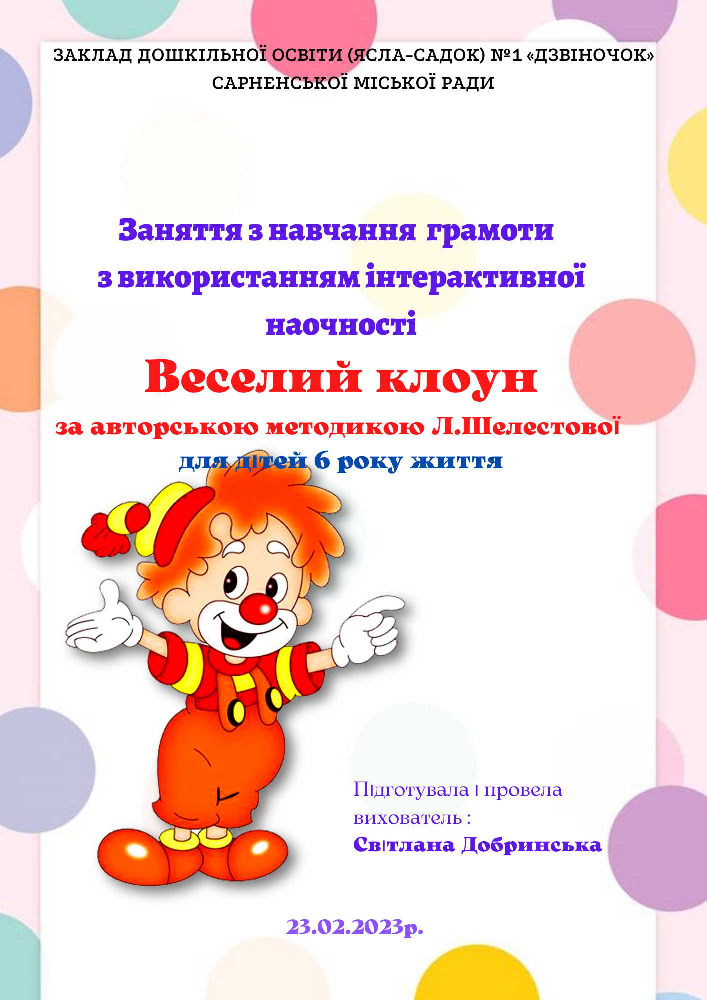 ЗАКЛАД ДОШКІЛЬНОЇ ОСВІТИ (ЯСЛА-САДОК) №1 «ДЗВІНОЧОК»
САРНЕНСЬКОЇ МІСЬКОЇ РАДИ
Заняття з навчання грамоти
з використанням інтерактивної
наочності
Веселий клоун
за авторською методикою Л.Шелестової
для дітей 6 року життя
Підготувала і провела
вихователь :
Світлана Добринська
23.02.2023р.